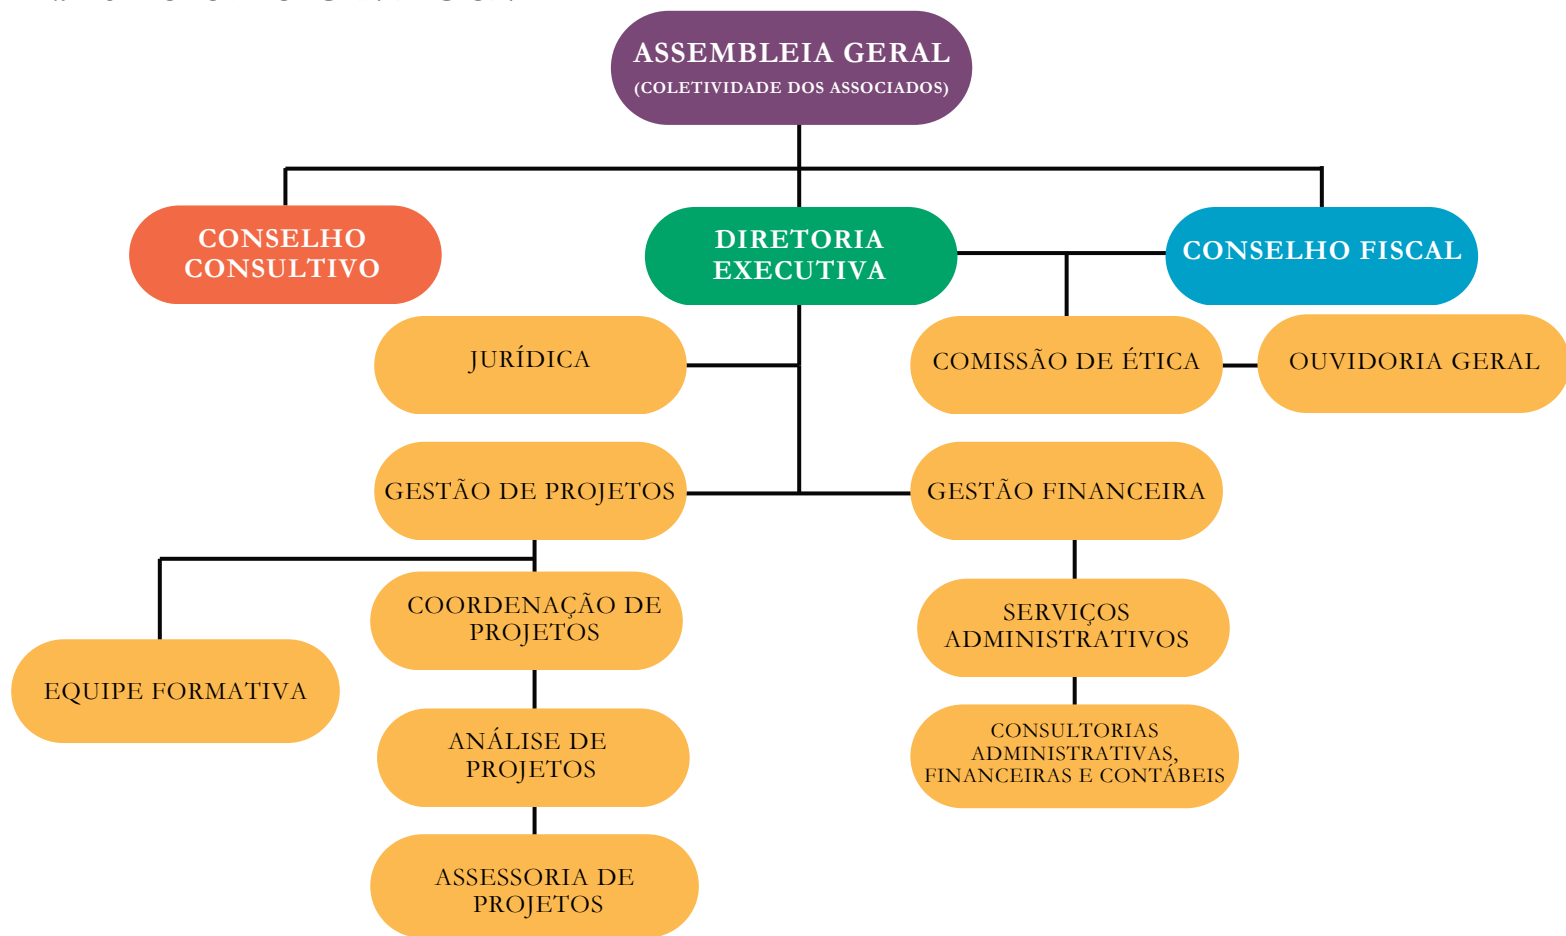 ASSEMBLEIA GERAL
(COLETIVIDADE DOS ASSOCIADOS)
CONSELHO
CONSULTIVO
DIRETORIA
EXECUTIVA
CONSELHO FISCAL
JURÍDICA
COMISSÃO DE ÉTICA
OUVIDORIA GERAL
GESTÃO DE PROJETOS
GESTÃO FINANCEIRA
COORDENAÇÃO DE
PROJETOS
SERVIÇOS
ADMINISTRATIVOS
EQUIPE FORMATIVA
ANÁLISE DE
PROJETOS
CONSULTORIAS
ADMINISTRATIVAS,
FINANCEIRAS E CONTÁBEIS
ASSESSORIA DE
PROJETOS